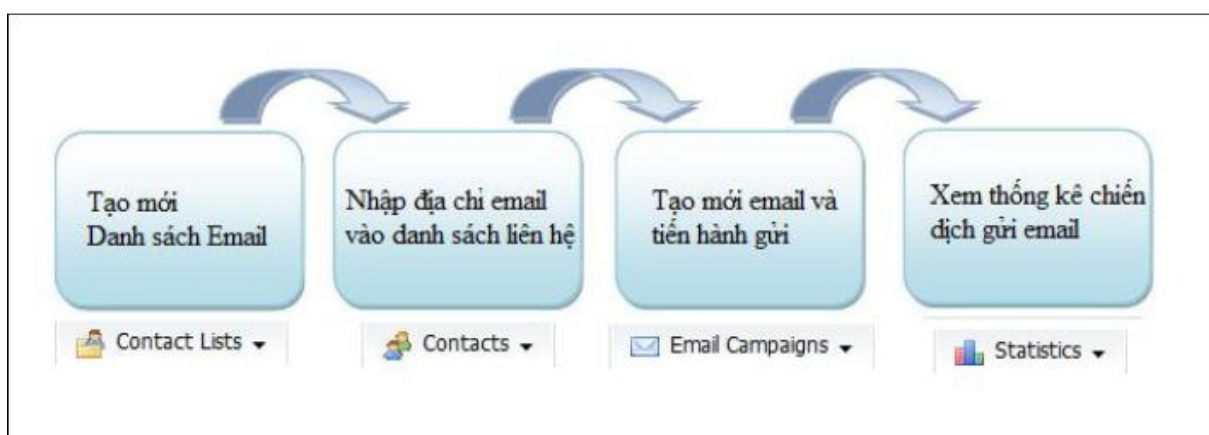 Tạo mới
Danh sách Email
Nhập địa chỉ email
vào danh sách liên hệ
Tạo mới email và
tiến hành gửi
Xem thống kê chiến
dịch gửi email
Contact Lists
Contacts
Email Campaigns
Statistics